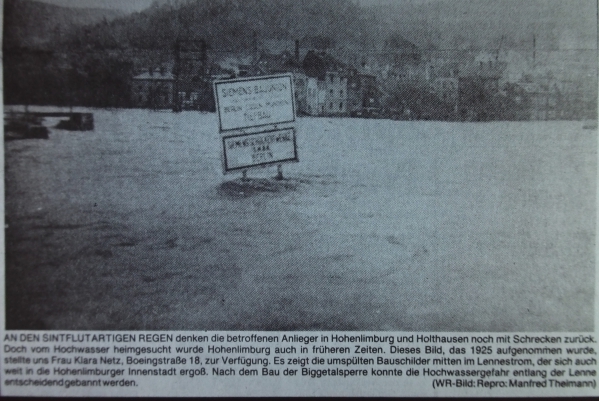 SIEMENS BAUUNION
BERLIN
TIEFBAU
BERLIN
AN DEN SINTFLUTARTIGEN REGEN denken die betroffenen Anlieger in Hohenlimburg und Holthausen noch mit Schrecken zurück.
Doch vom Hochwasser heimgesucht wurde Hohenlimburg auch in früheren Zeiten. Dieses Bild, das 1925 aufgenommen wurde,
stellte uns Frau Klara Netz, Boeingstraße 18, zur Verfügung. Es zeigt die umspülten Bauschilder mitten im Lennestrom, der sich auch
weit in die Hohenlimburger Innenstadt ergoß. Nach dem Bau der Biggetalsperre konnte die Hochwassergefahr entlang der Lenne
entscheidend gebannt werden. (WR-Bild: Repro: Manfred Thelmann)